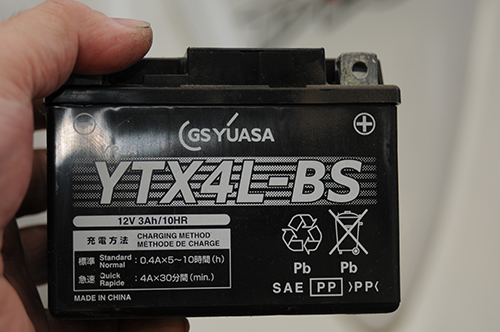 GS YUASA
YTX4L-BS
12V 3Ah/10HR
充電方法 CHARGING METHOD
MÉTHODE DE CHARGE
標準 Standard Normal : 0.4A×5~10時間(h)
急速 Quick Rapide : 4A×30分間(min.)
MADE IN CHINA
Pb Pb
SAE PP >PP<